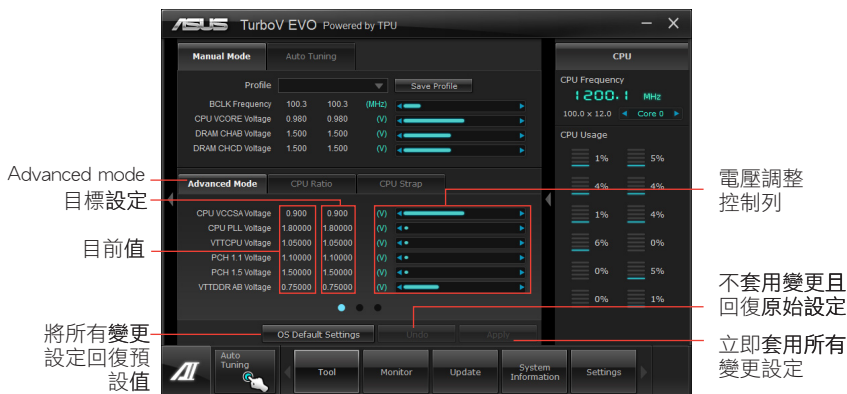 ASUS TurboV EVO Powered by TPU
Manual Mode Auto Tuning
Profile Save Profile
BCLK Frequency 100.3 100.3 (MHz)
CPU VCORE Voltage 0.980 0.980 (V)
DRAM CHAB Voltage 1.500 1.500 (V)
DRAM CHCD Voltage 1.500 1.500 (V)
Advanced Mode CPU Ratio CPU Strap
CPU VCCSA Voltage 0.900 0.900 (V)
CPU PLL Voltage 1.80000 1.80000 (V)
VTTCPU Voltage 1.05000 1.05000 (V)
PCH 1.1 Voltage 1.10000 1.10000 (V)
PCH 1.5 Voltage 1.50000 1.50000 (V)
VTTDDR AB Voltage 0.75000 0.75000 (V)
OS Default Settings Undo Apply
CPU
CPU Frequency
1200.1 MHz
100.0 x 12.0 Core 0
CPU Usage
1% 5%
4% 4%
1% 4%
6% 0%
0% 5%
0% 1%
Auto
Tuning
Tool Monitor Update System
Information Settings
Advanced mode
目標設定
目前值
將所有變更
設定回復預
設值
電壓調整
控制列
不套用變更且
回復原始設定
立即套用所有
變更設定